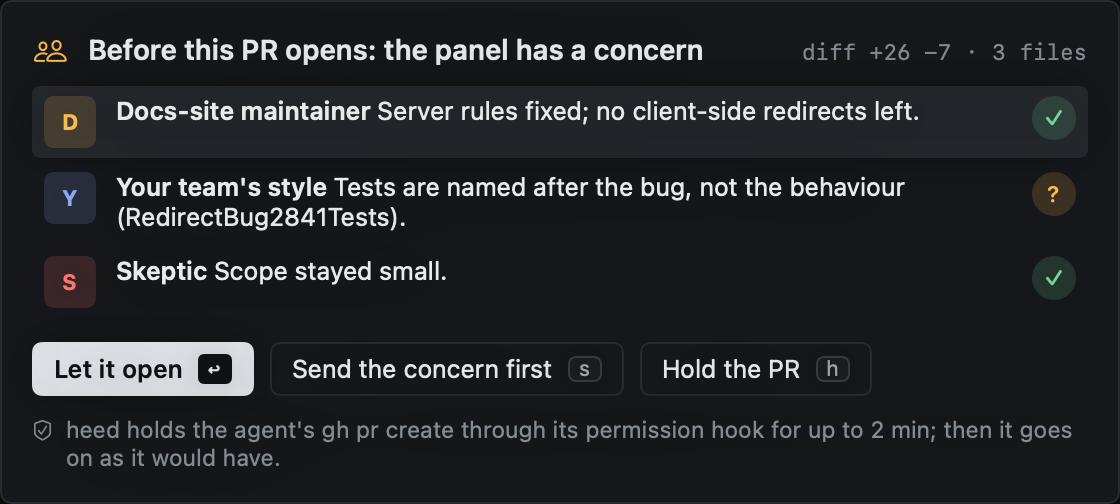 Before this PR opens: the panel has a concern
diff +26 −7 · 3 files
D
Docs-site maintainer Server rules fixed; no client-side redirects left.
Y
Your team's style Tests are named after the bug, not the behaviour
(RedirectBug2841Tests).
?
S
Skeptic Scope stayed small.
Let it open ↩
Send the concern first s
Hold the PR h
heed holds the agent's gh pr create through its permission hook for up to 2 min; then it goes
on as it would have.